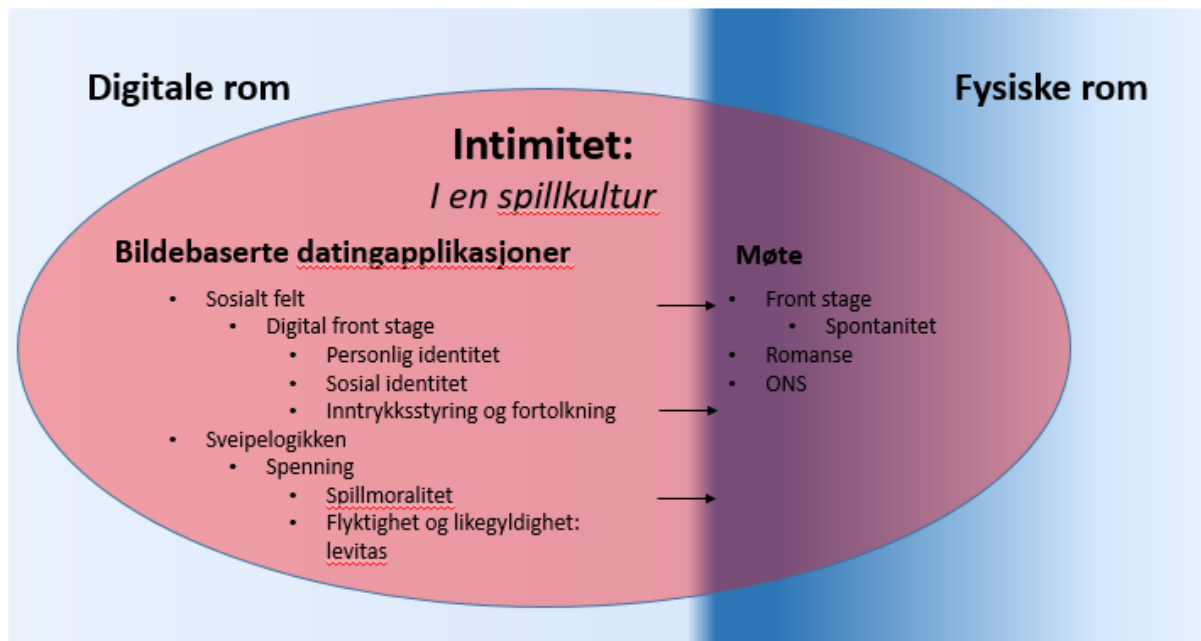 Digitale rom
Fysiske rom
Intimitet:
I en spillkultur
Bildebaserte datingapplikasjoner
• Sosialt felt
• Digital front stage
• Personlig identitet
• Sosial identitet
• Inntrykksstyring og fortolkning
• Sveipelogikken
• Spenning
• Spillmoralitet
• Flyktighet og likegyldighet:
levitas
Møte
• Front stage
• Spontanitet
• Romanse
• ONS